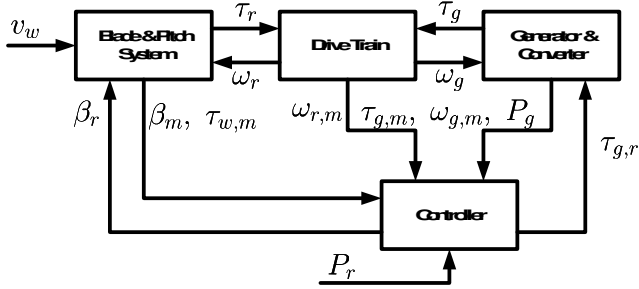 v_w
τ_r
τ_g
Blade & Pitch
System
Drive Train
Generator &
Converter
ω_r
ω_g
β_r
β_m, τ_{w,m}
ω_{r,m}
τ_{g,m}, ω_{g,m}, P_g
τ_{g,r}
Controller
P_r